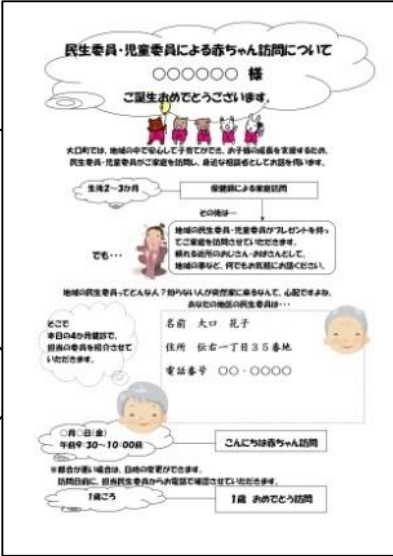 民生委員・児童委員による赤ちゃん訪問について
○○○○○○ 様
ご誕生おめでとうございます。
大口町では、地域の中で安心して子育てができ、お子様の成長を支援するため、
民生委員・児童委員がご家庭を訪問し、身近な相談者としてお話を伺います。
生後2~3か月
保健師による家庭訪問
その後は…
でも…
地域の民生委員・児童委員がプレゼントを持っ
てご家庭を訪問させていただきます。
頼れる近所のおじさん・おばさんとして、
地域の事など、何でもお気軽にお話ください。
地域の民生委員ってどんな人?知らない人が突然家に来るなんて、心配ですよね。
あなたの地区の民生委員は…
そこで
本日の4か月健診で、
担当の委員を紹介させて
いただきます。
名前 大口 花子
住所 伝右一丁目35番地
電話番号 ○○-○○○○
○月○日(金)
午前9:30~10:00頃
こんにちは赤ちゃん訪問
※都合が悪い場合は、日時の変更ができます。
訪問日前に、担当民生委員からお電話で確認させていただきます。
1歳ごろ
1歳 おめでとう訪問